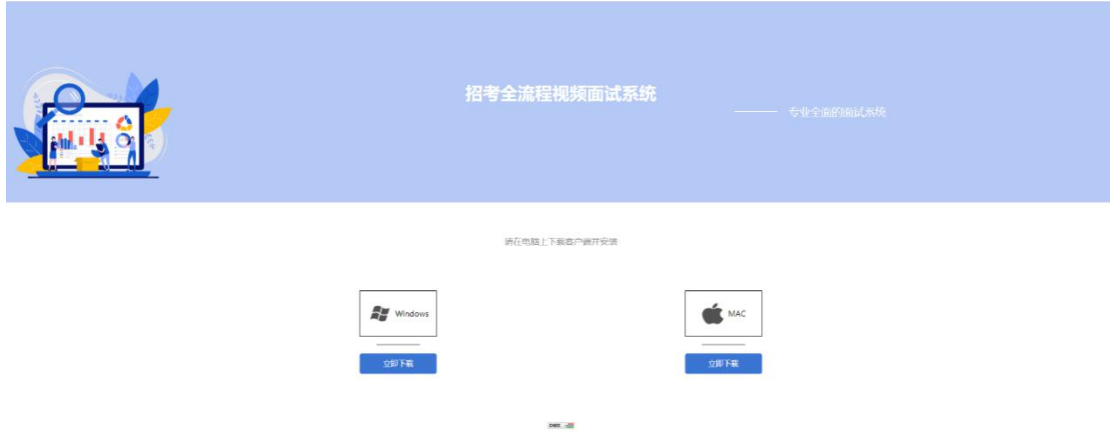 招考全流程视频面试系统
专业全面的面试系统
请在电脑上下载客户端并安装
Windows
MAC
立即下载
立即下载